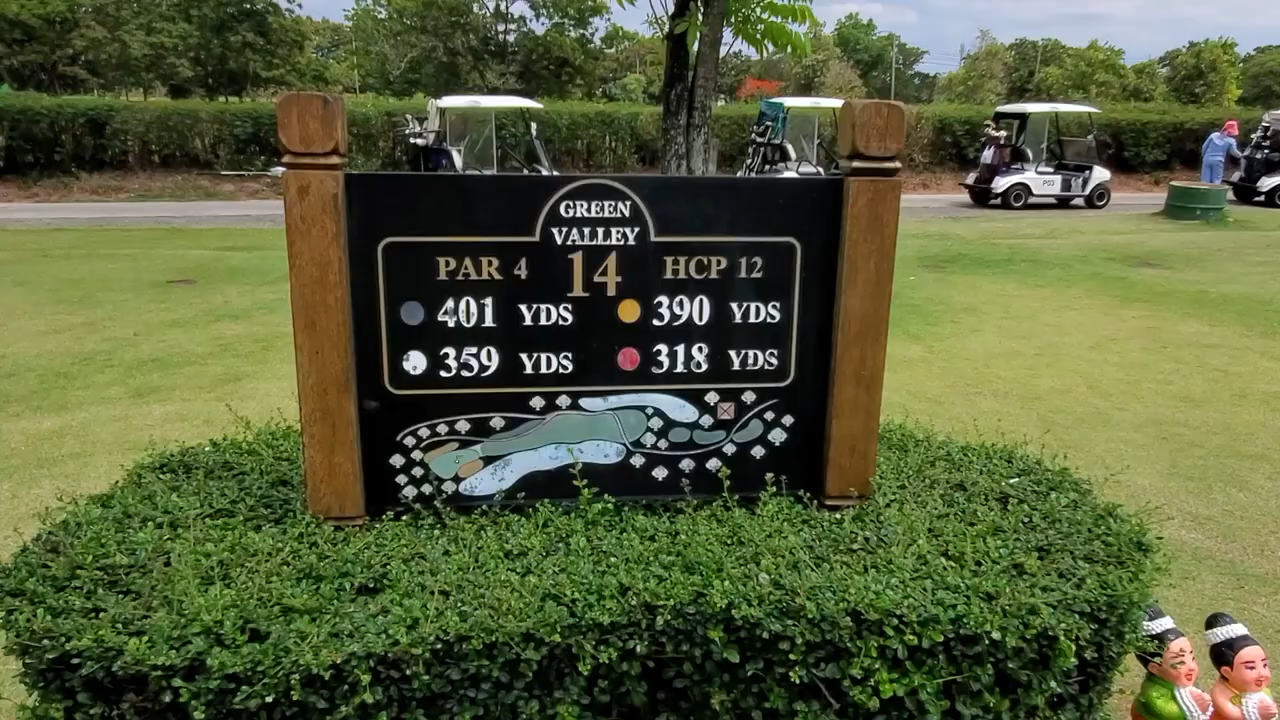 GREEN
VALLEY
PAR 4 14 HCP 12
401 YDS 390 YDS
359 YDS 318 YDS
P03